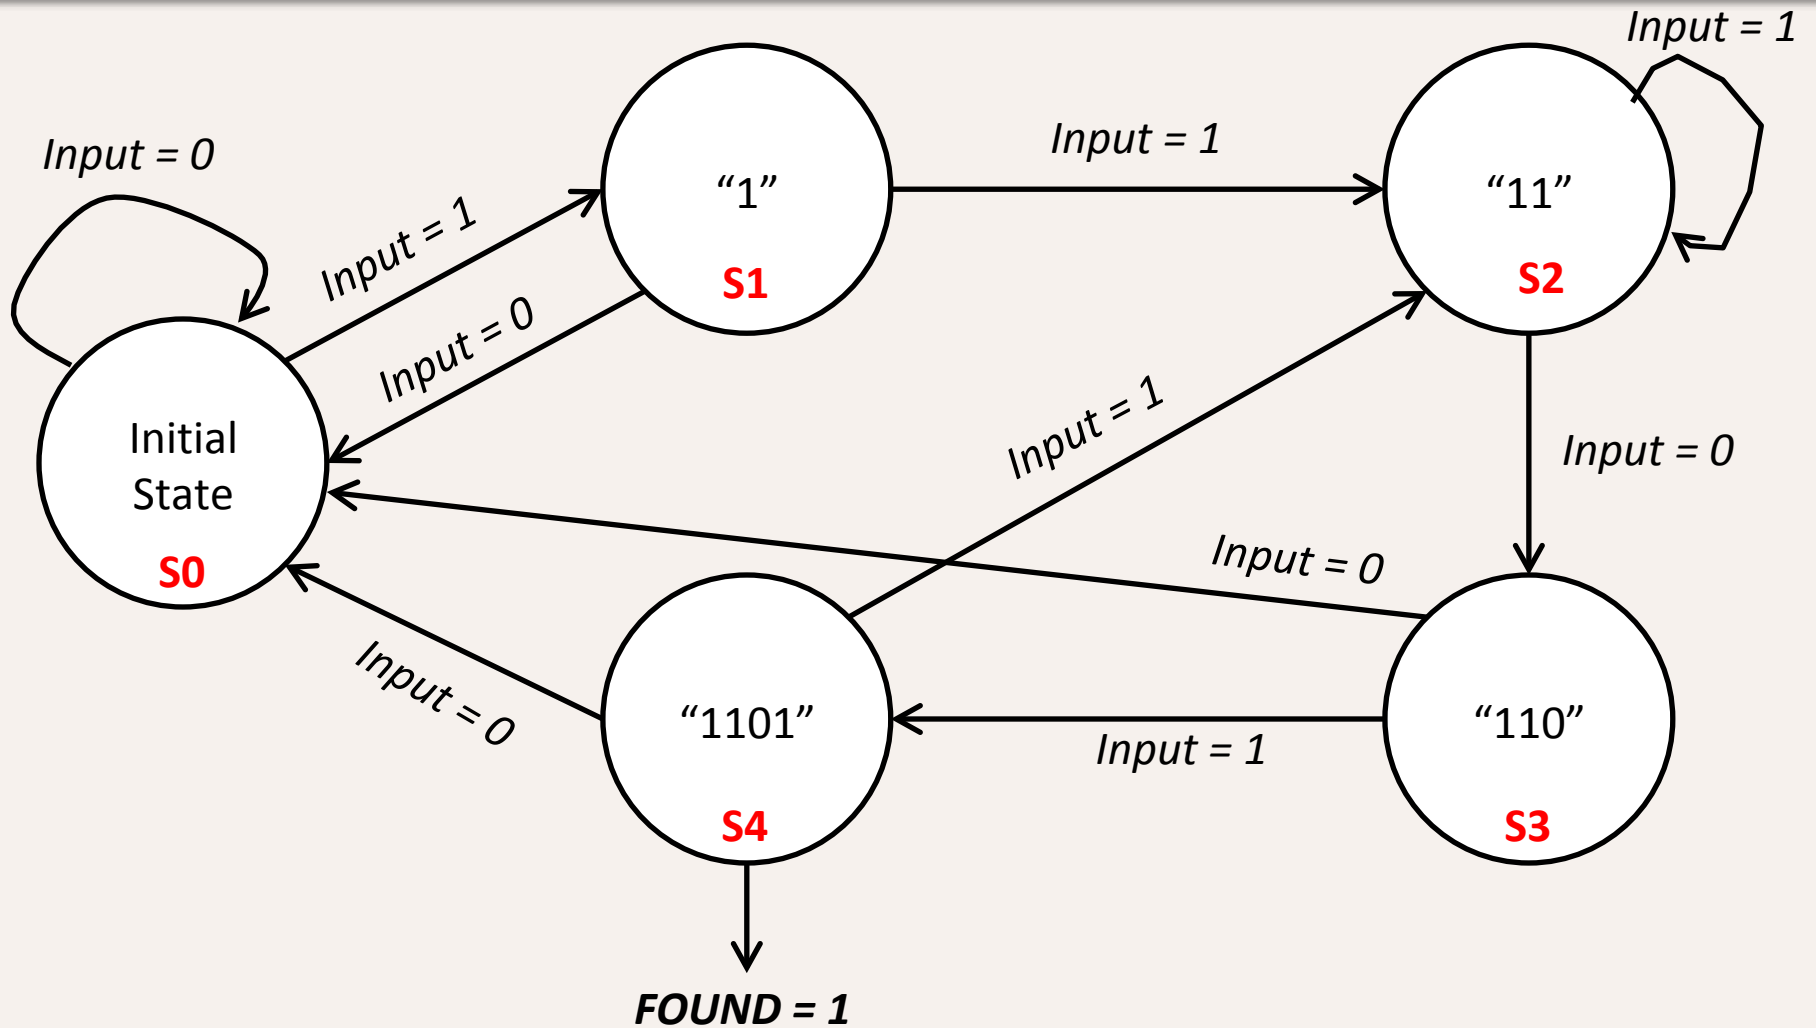 Input = 1
Input = 0
Input = 1
“1”
S1
Input = 1
“11”
S2
Input = 0
Initial
State
S0
Input = 1
Input = 0
Input = 0
Input = 0
“1101”
S4
Input = 1
“110”
S3
FOUND = 1